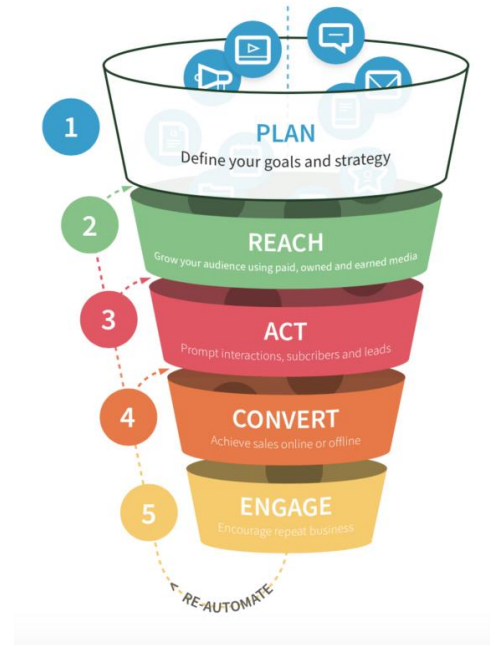 1
PLAN
Define your goals and strategy
2
REACH
Grow your audience using paid, owned and earned media
3
ACT
Prompt interactions, subcribers and leads
4
CONVERT
Achieve sales online or offline
5
ENGAGE
Encourage repeat business
RE-AUTOMATE